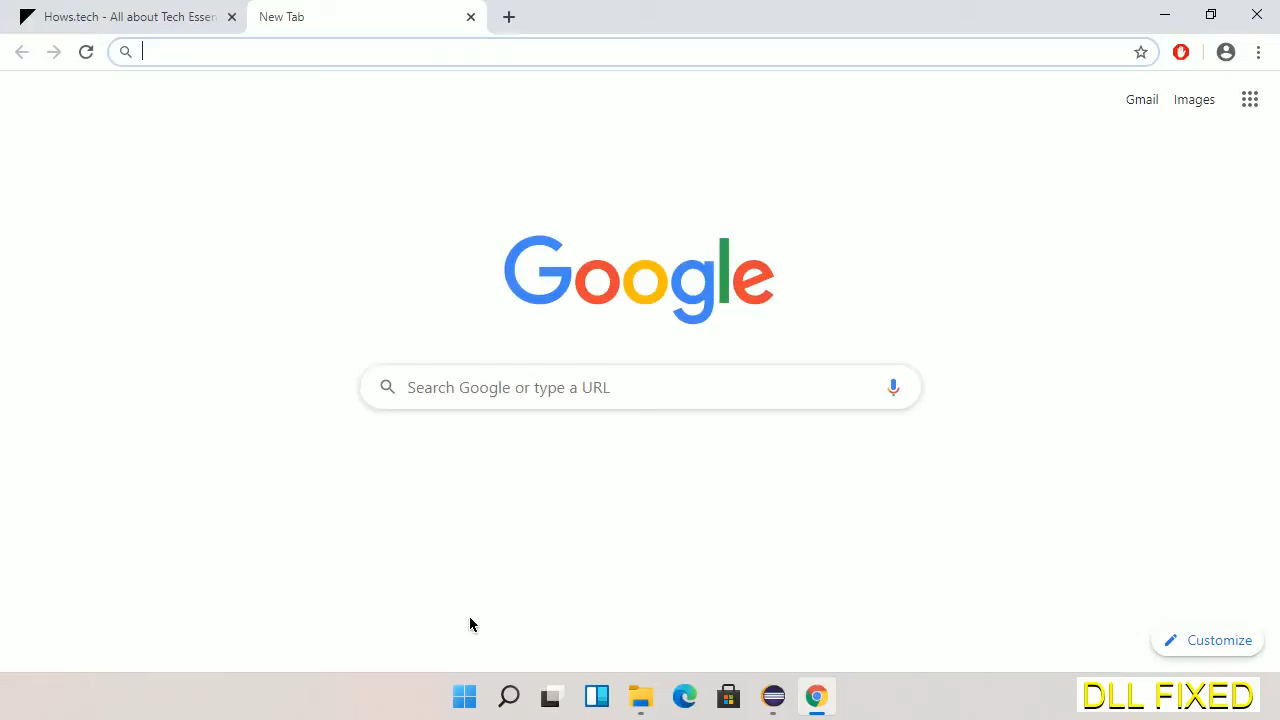 Hows.tech - All about Tech Essen
New Tab
Gmail Images
Google
Search Google or type a URL
Customize
DLL FIXED